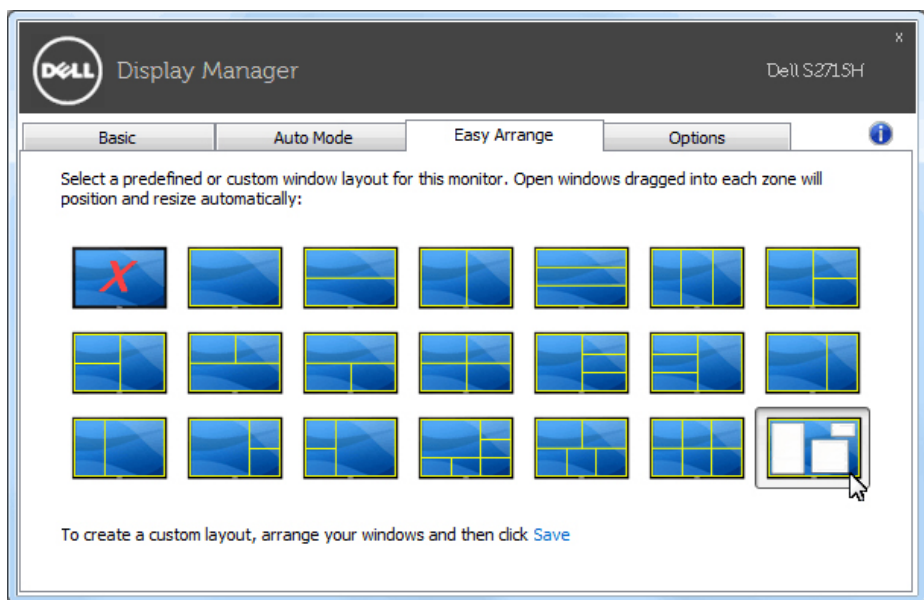 x
DELL
Display Manager
Dell S2715H
Basic
Auto Mode
Easy Arrange
Options
i
Select a predefined or custom window layout for this monitor. Open windows dragged into each zone will
position and resize automatically:
X
To create a custom layout, arrange your windows and then click Save